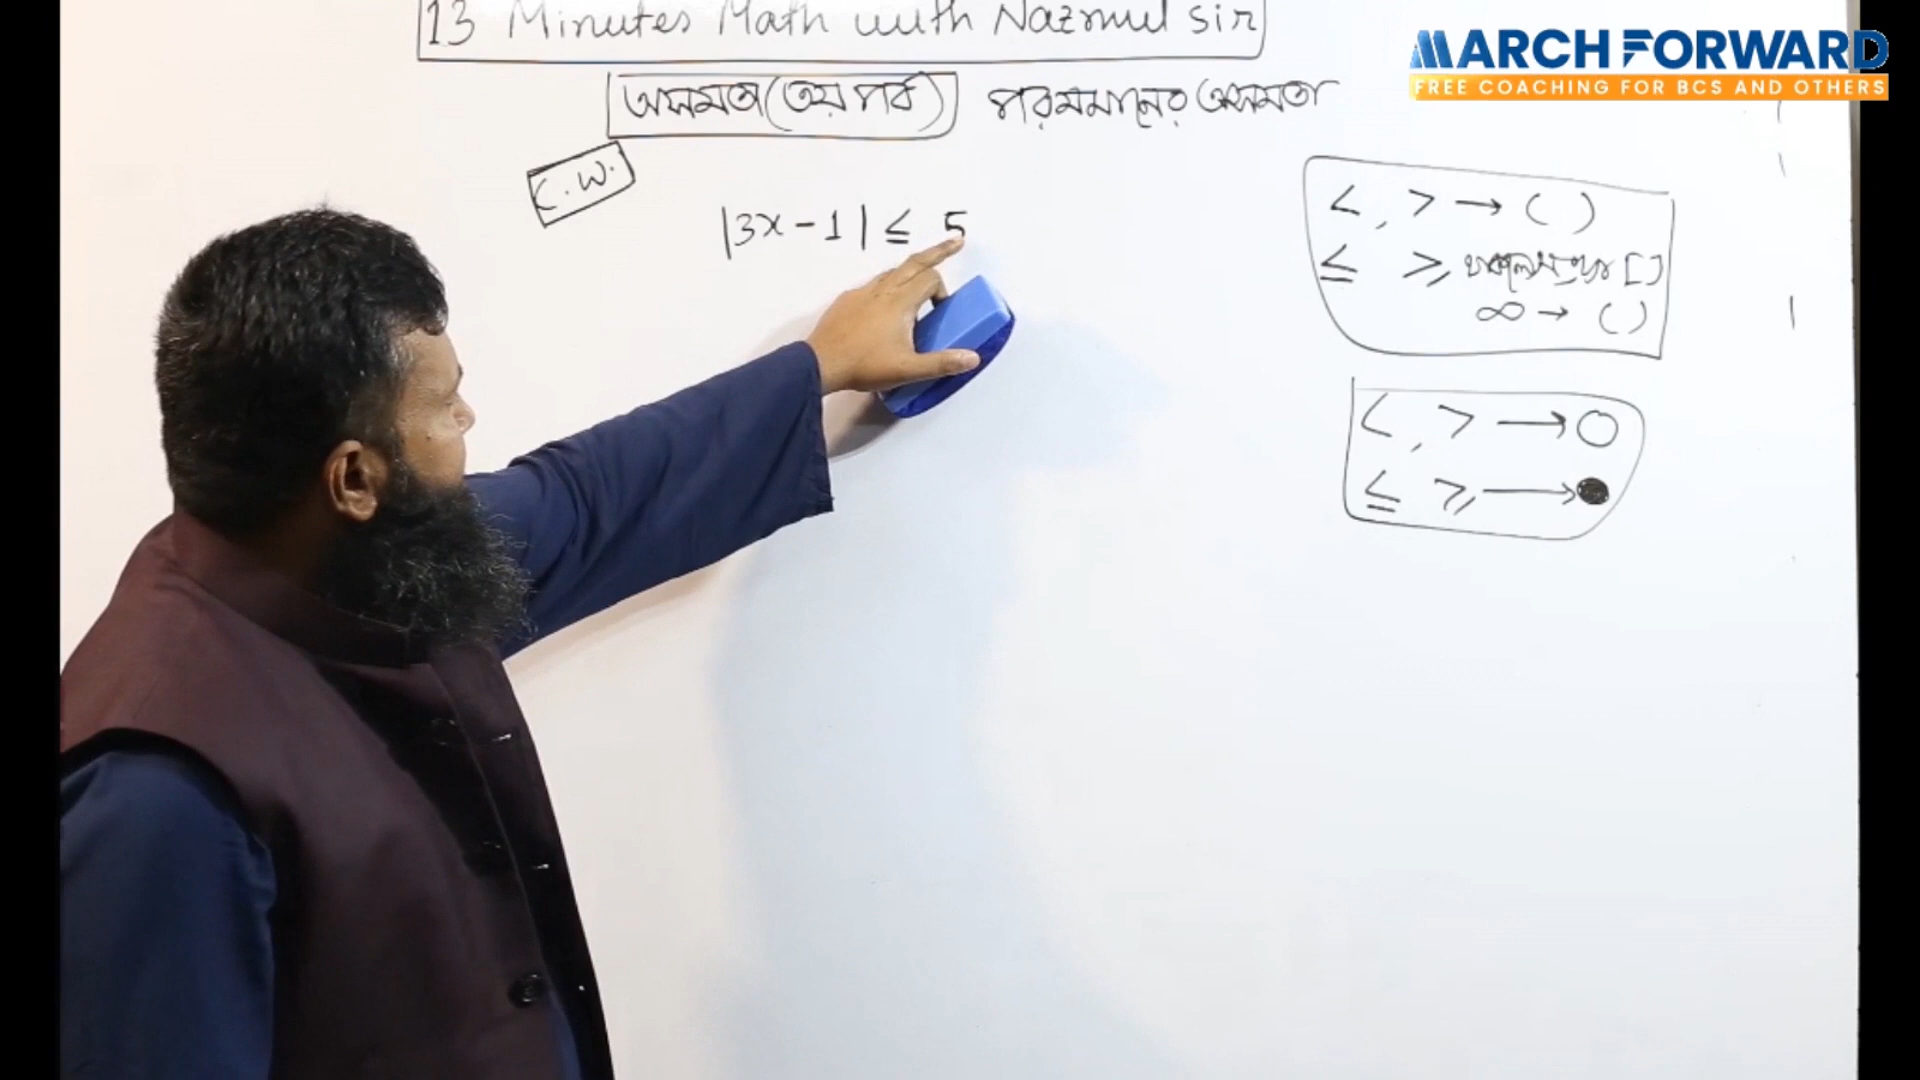 13 Minutes Math with Nazmul sir
MARCH FORWARD
FREE COACHING FOR BCS AND OTHERS
অসমতা (৩য় পর্ব) পরমমানের অসমতা
C.W.
|3x-1| ≤ 5
<, > → ( )
≤ ≥, [ ]
∞ → ( )
<, > → ○
≤ ≥, → ●